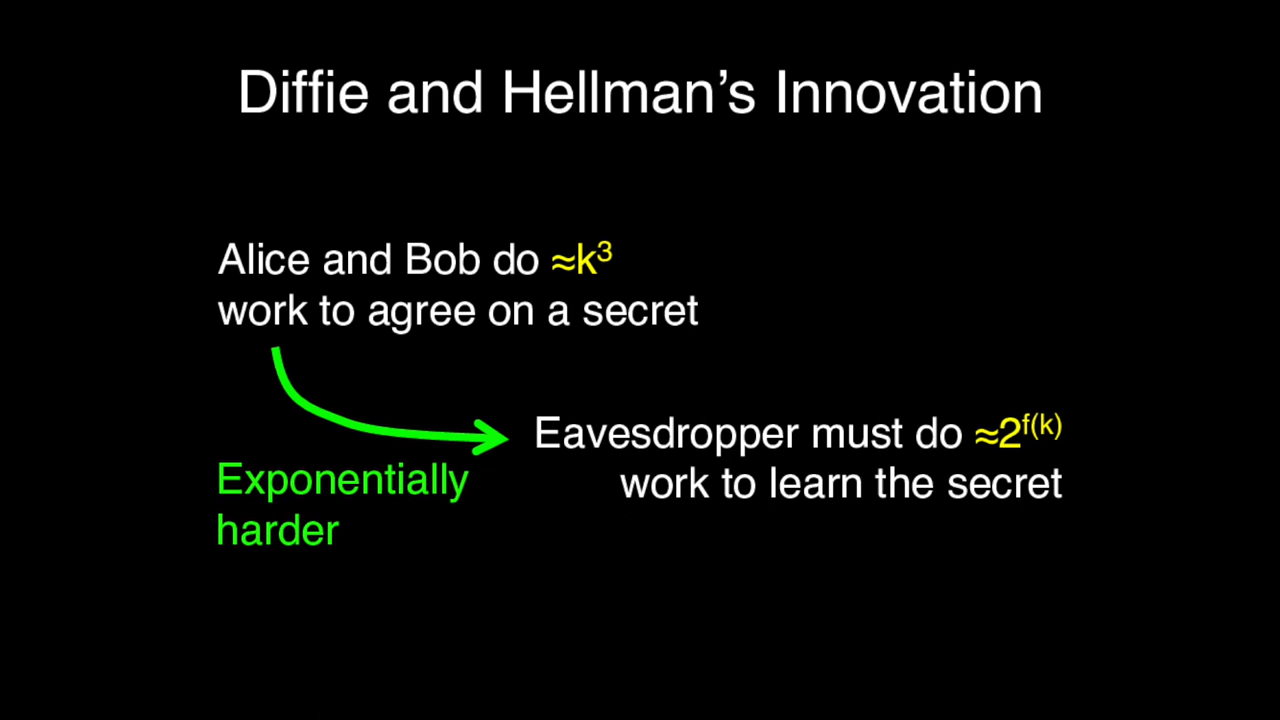 Diffie and Hellman’s Innovation
Alice and Bob do ≈k³
work to agree on a secret
Eavesdropper must do ≈2^f(k)
work to learn the secret
Exponentially
harder